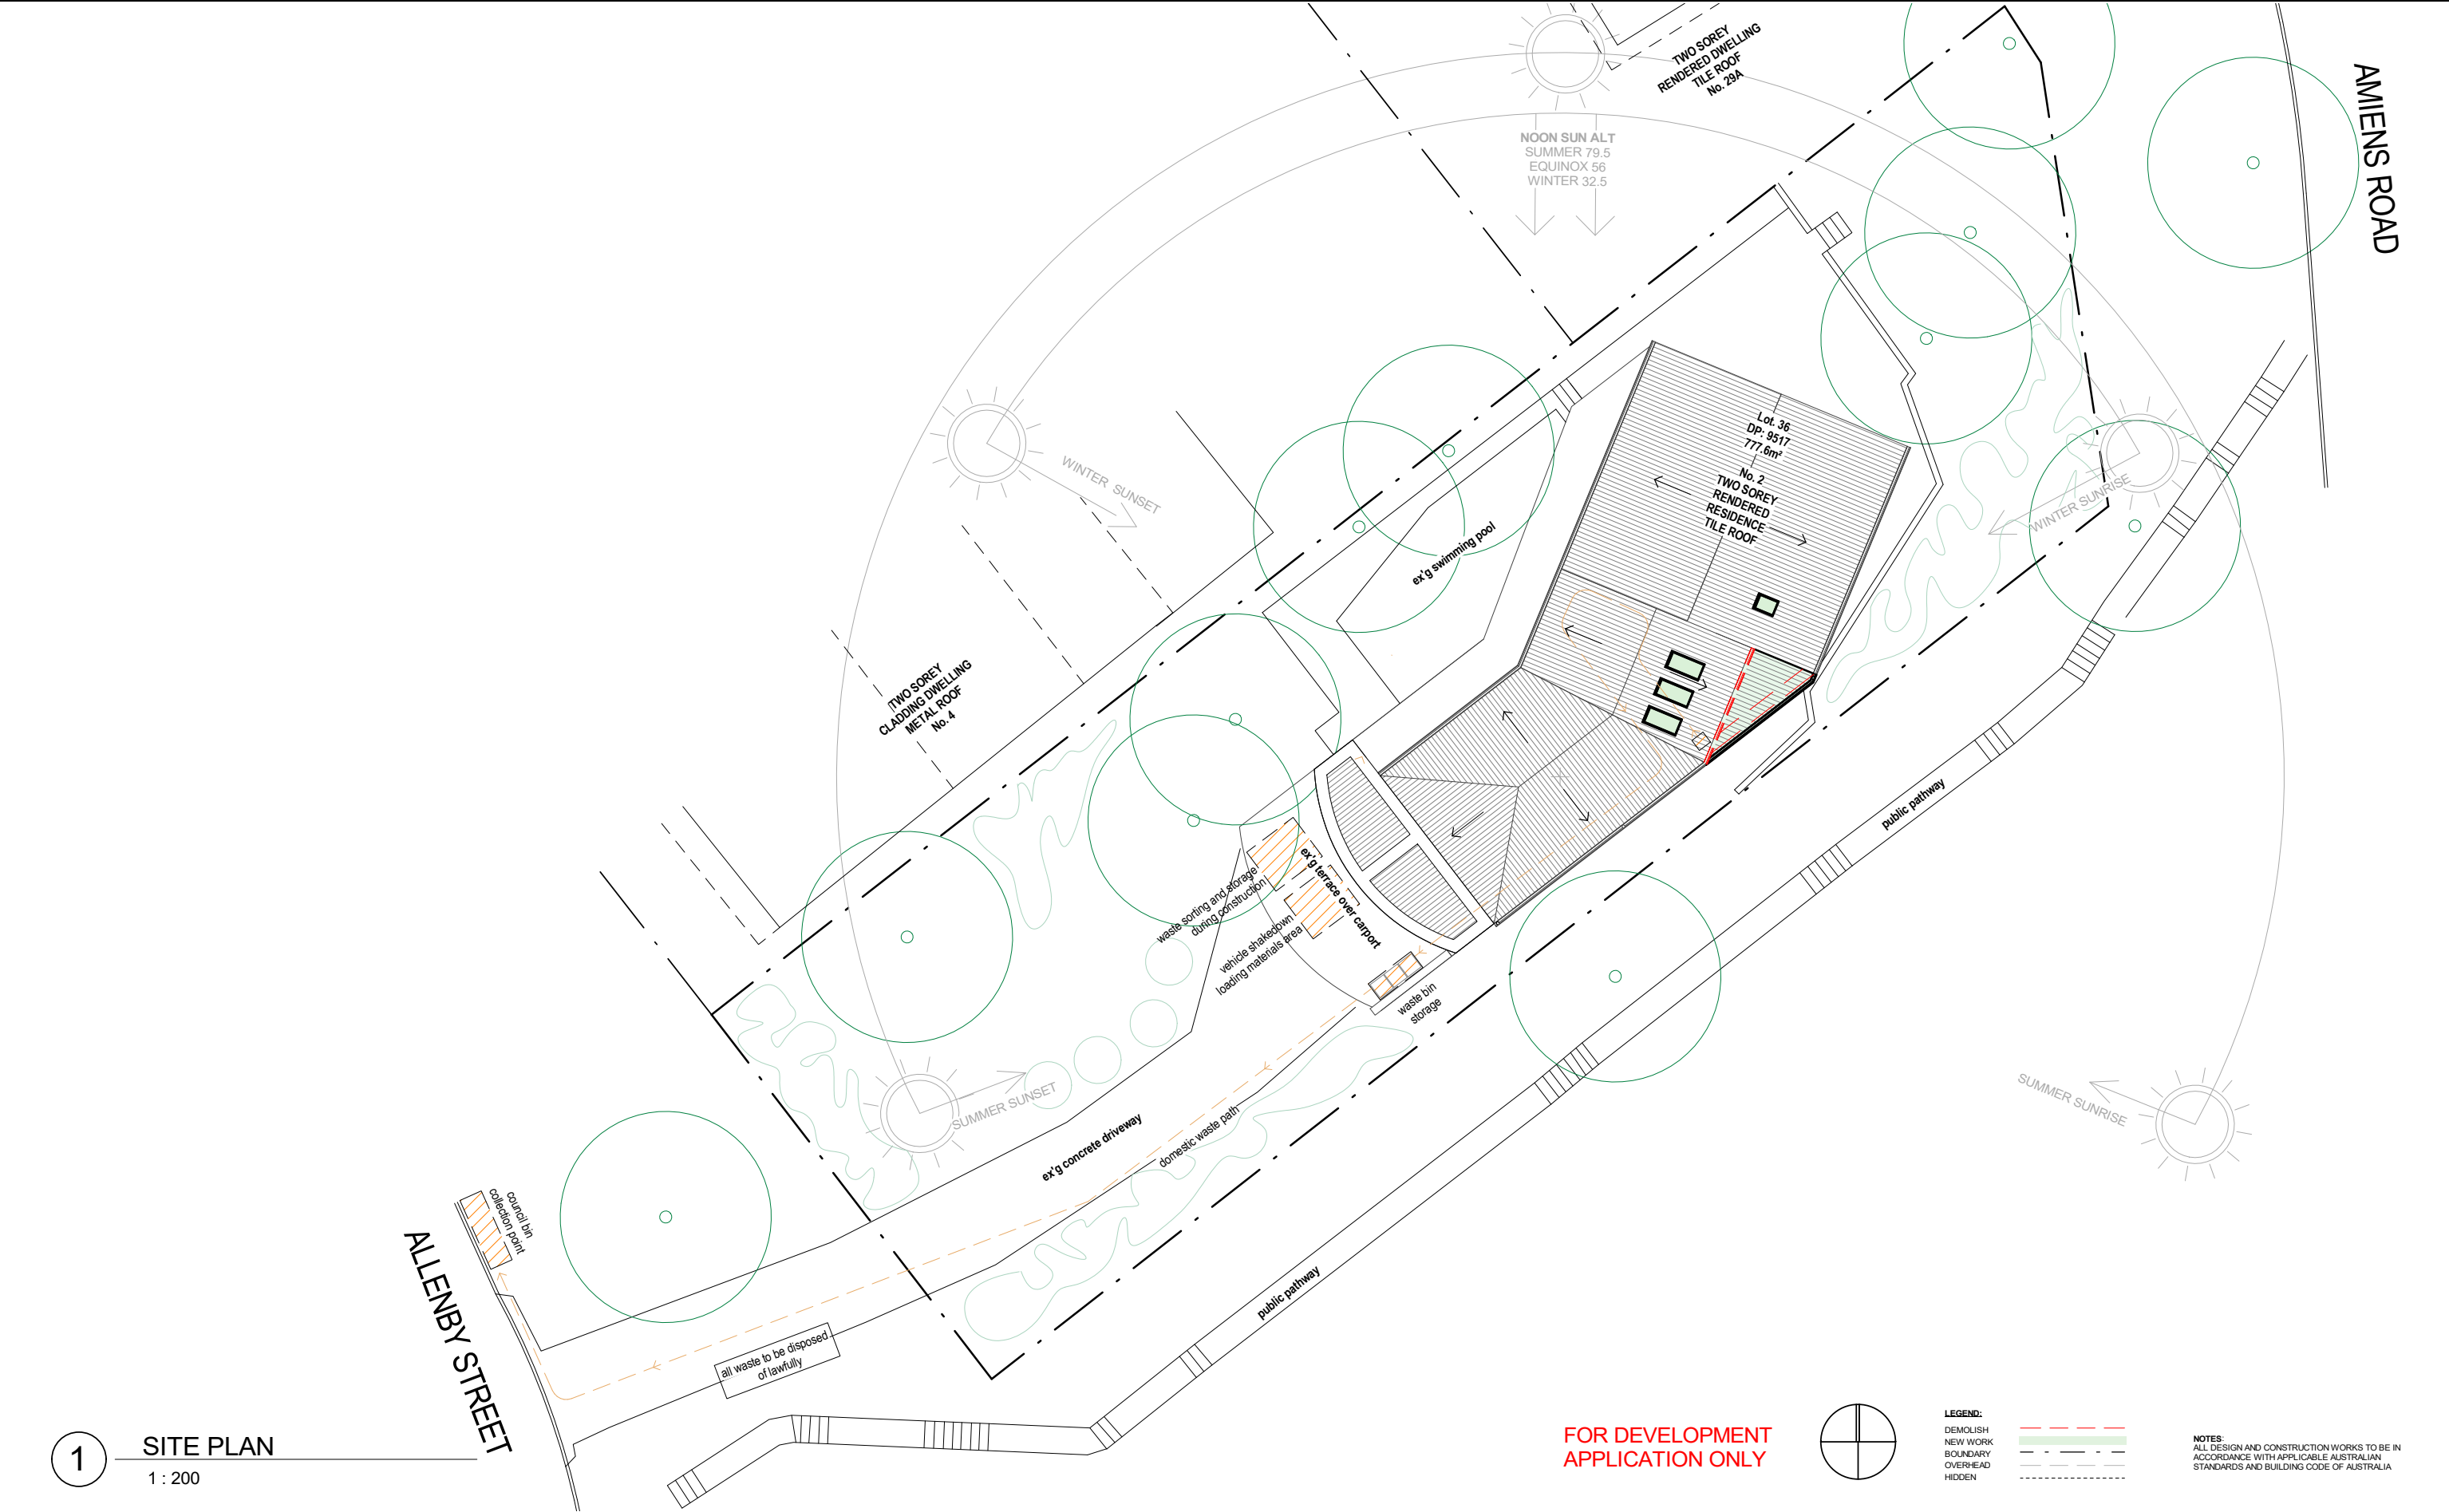 TWO SOREY
RENDERED DWELLING
TILE ROOF
No. 29A
AMIENS ROAD
NOON SUN ALT
SUMMER 79.5
EQUINOX 56
WINTER 32.5
Lot. 36
DP: 9517
777.6m²
No. 2
TWO SOREY
RENDERED
RESIDENCE
TILE ROOF
WINTER SUNSET
WINTER SUNRISE
ex'g swimming pool
TWO SOREY
CLADDING DWELLING
METAL ROOF
No. 4
public pathway
ex'g terrace over carport
waste sorting and storage
during construction
vehicle shakedown
loading materials area
waste bin
storage
SUMMER SUNSET
SUMMER SUNRISE
ex'g concrete driveway
domestic waste path
council bin
collection point
ALLENBY STREET
public pathway
all waste to be disposed
of lawfully
1
SITE PLAN
1 : 200
FOR DEVELOPMENT
APPLICATION ONLY
LEGEND:
DEMOLISH
NEW WORK
BOUNDARY
OVERHEAD
HIDDEN
NOTES:
ALL DESIGN AND CONSTRUCTION WORKS TO BE IN
ACCORDANCE WITH APPLICABLE AUSTRALIAN
STANDARDS AND BUILDING CODE OF AUSTRALIA